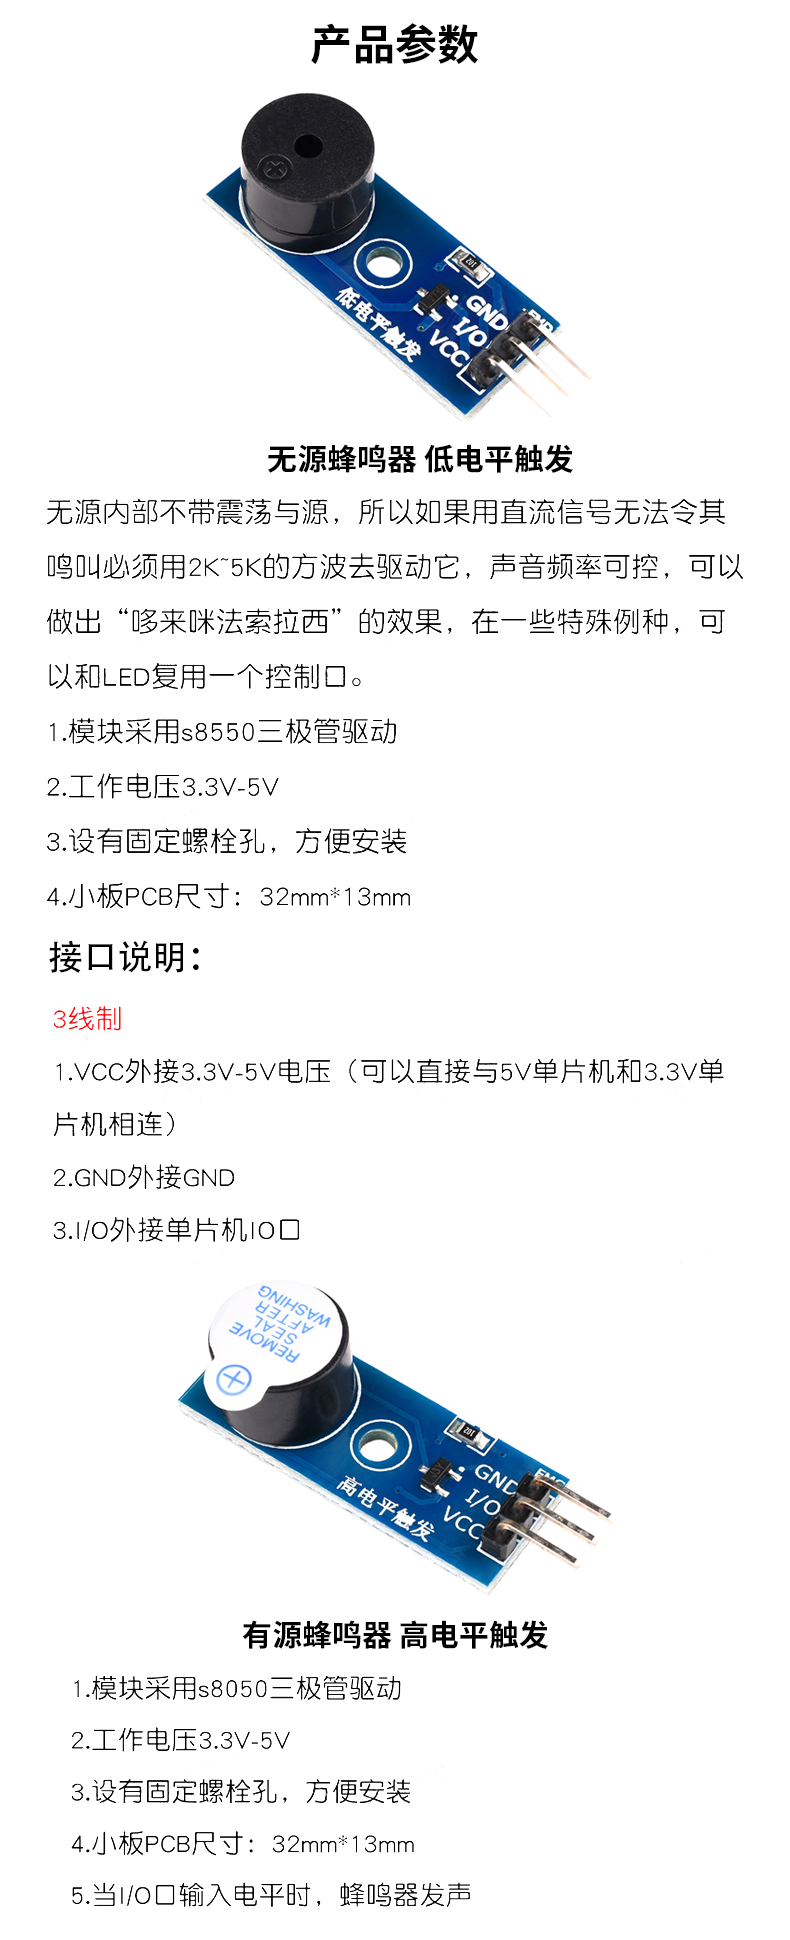 产品参数
低电平触发
GND
I/O
VCC
无源蜂鸣器 低电平触发
无源内部不带震荡与源，所以如果用直流信号无法令其
鸣叫必须用2K~5K的方波去驱动它，声音频率可控，可以
做出“哆来咪法索拉西”的效果，在一些特殊例种，可
以和LED复用一个控制口。
1.模块采用s8550三极管驱动
2.工作电压3.3V-5V
3.设有固定螺栓孔，方便安装
4.小板PCB尺寸：32mm*13mm
接口说明：
3线制
1.VCC外接3.3V-5V电压（可以直接与5V单片机和3.3V单
片机相连）
2.GND外接GND
3.I/O外接单片机IO口
REMOVE
SEAL
AFTER
WASHING
高电平触发
GND
I/O
VCC
有源蜂鸣器 高电平触发
1.模块采用s8050三极管驱动
2.工作电压3.3V-5V
3.设有固定螺栓孔，方便安装
4.小板PCB尺寸：32mm*13mm
5.当I/O口输入电平时，蜂鸣器发声